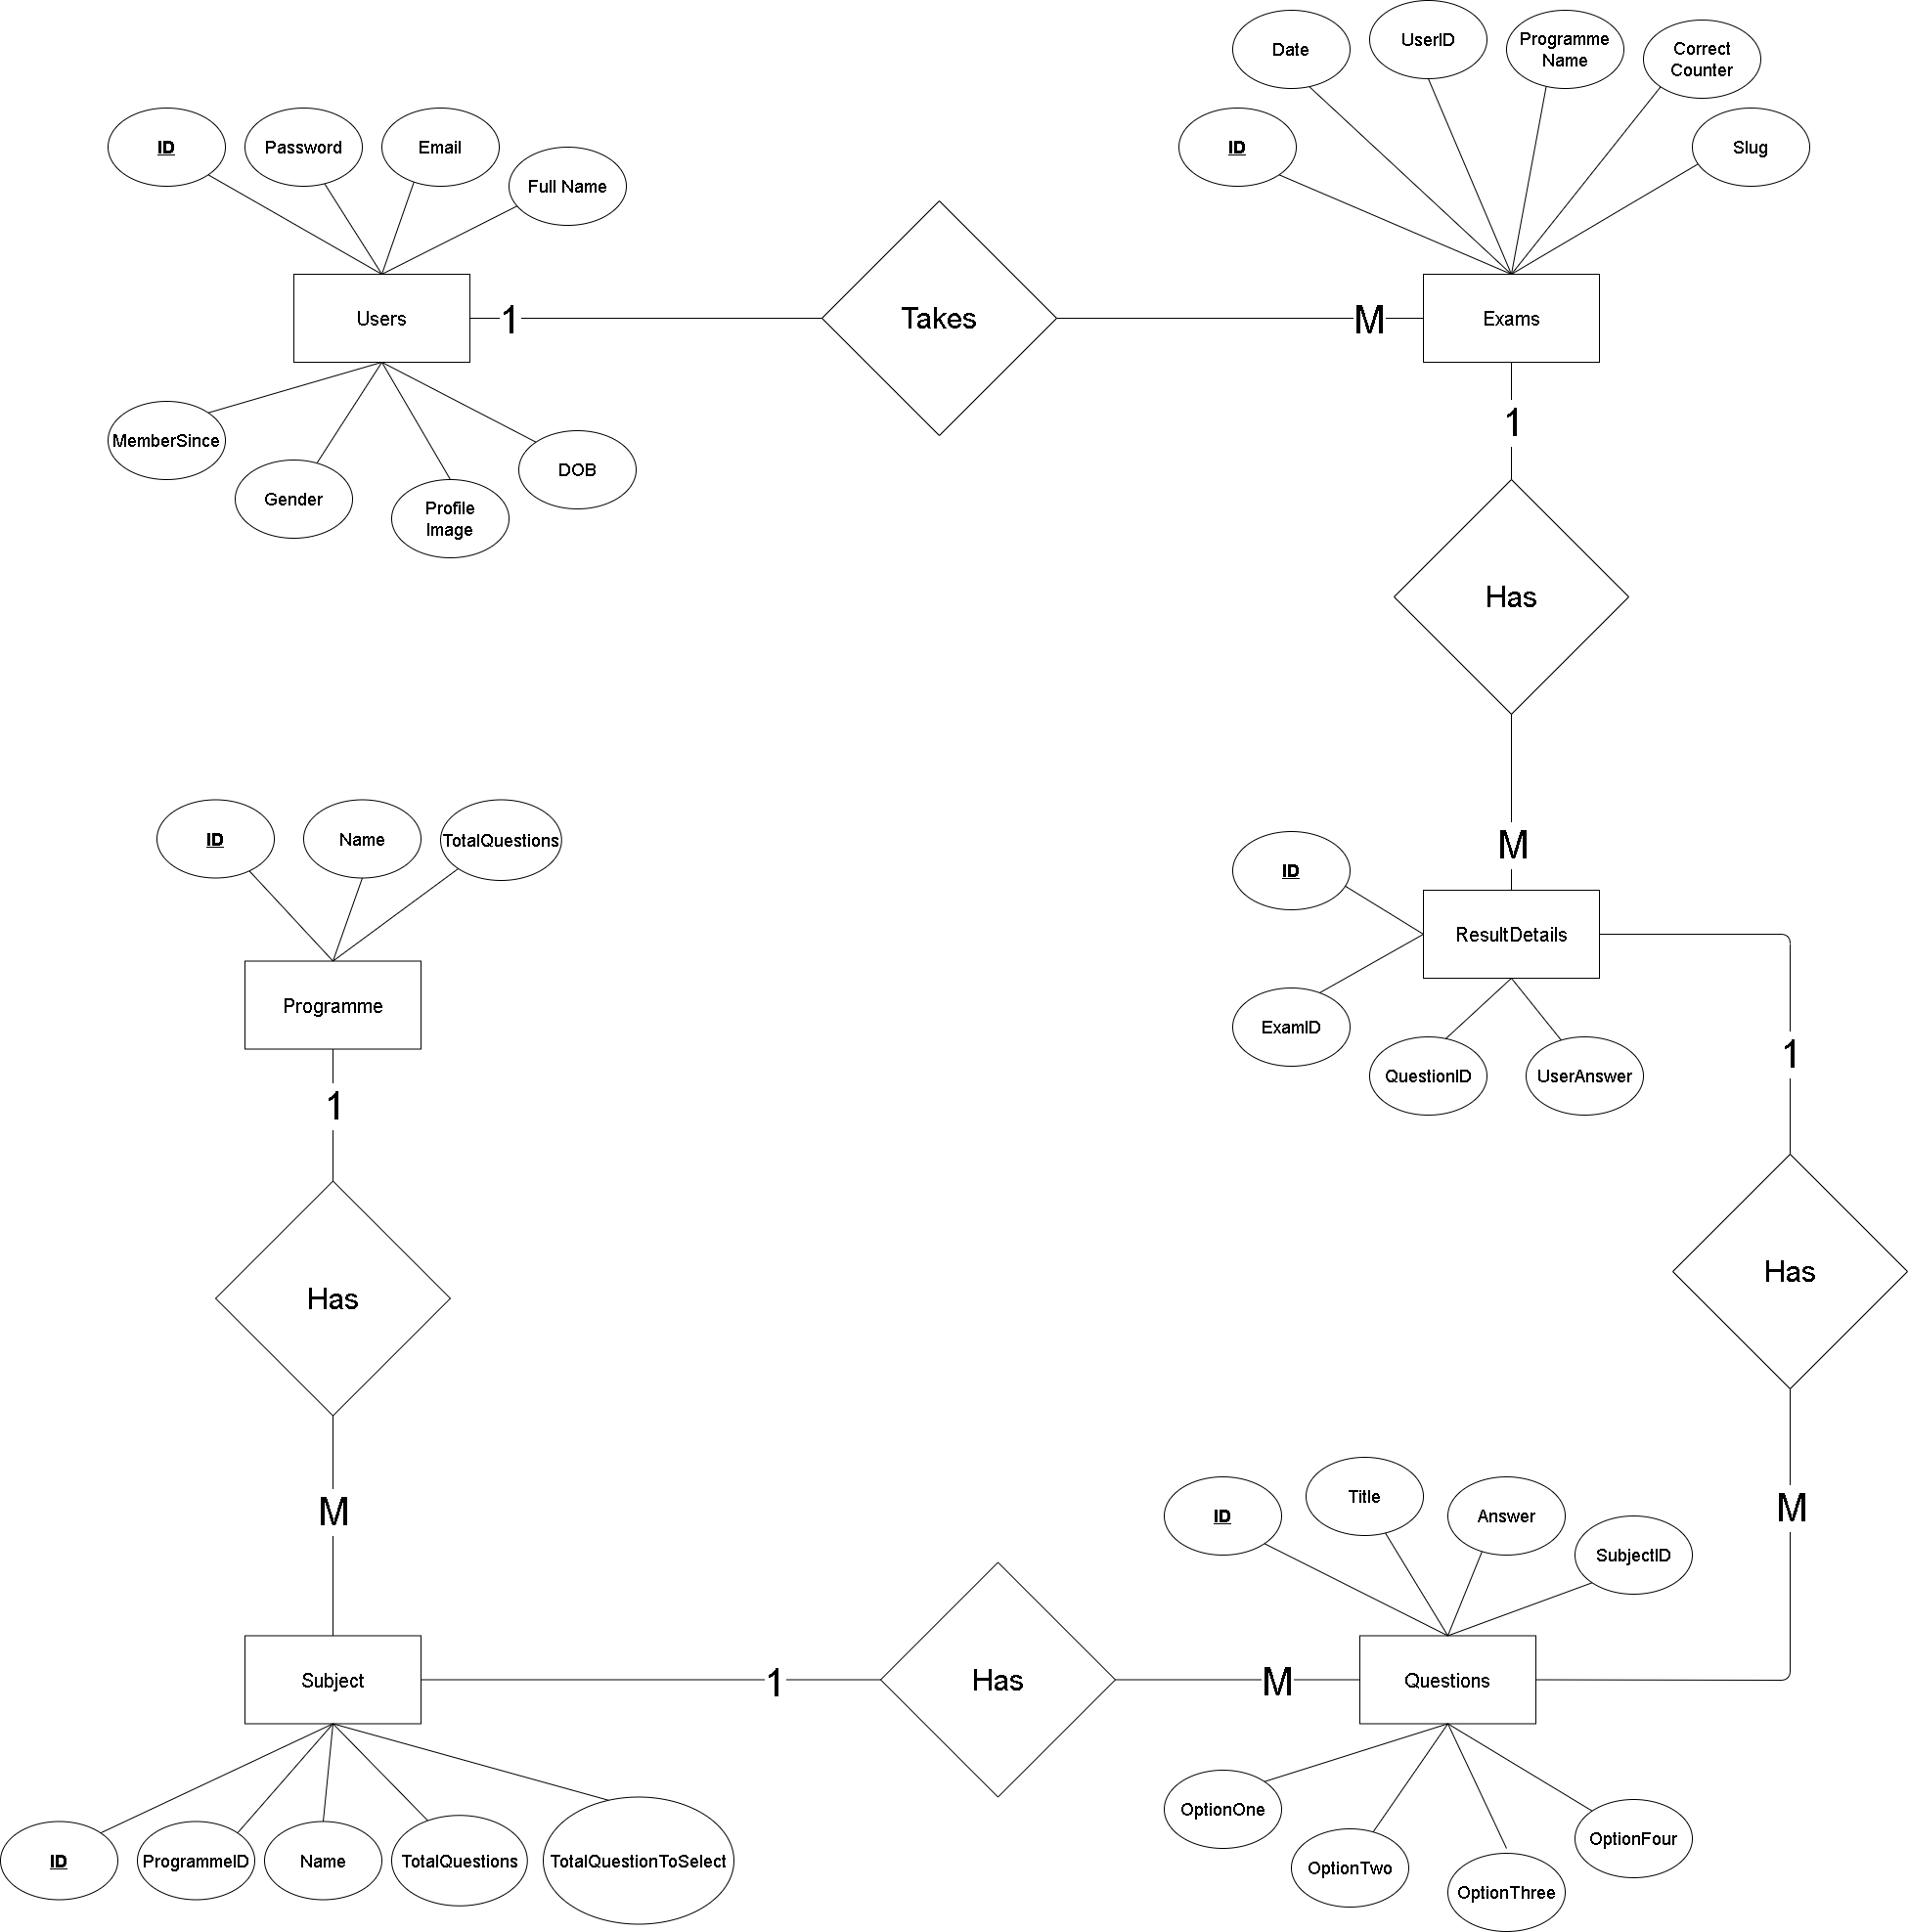 Date
UserID
Programme
Name
Correct
Counter
ID
Slug
ID
Password
Email
Full Name
Users
1
Takes
M
Exams
MemberSince
Gender
Profile
Image
DOB
1
Has
M
ID
ResultDetails
ExamID
QuestionID
UserAnswer
1
Has
M
ID
Name
TotalQuestions
Programme
1
Has
M
ID
Title
Answer
SubjectID
Subject
1
Has
M
Questions
OptionOne
OptionTwo
OptionThree
OptionFour
ID
ProgrammeID
Name
TotalQuestions
TotalQuestionToSelect